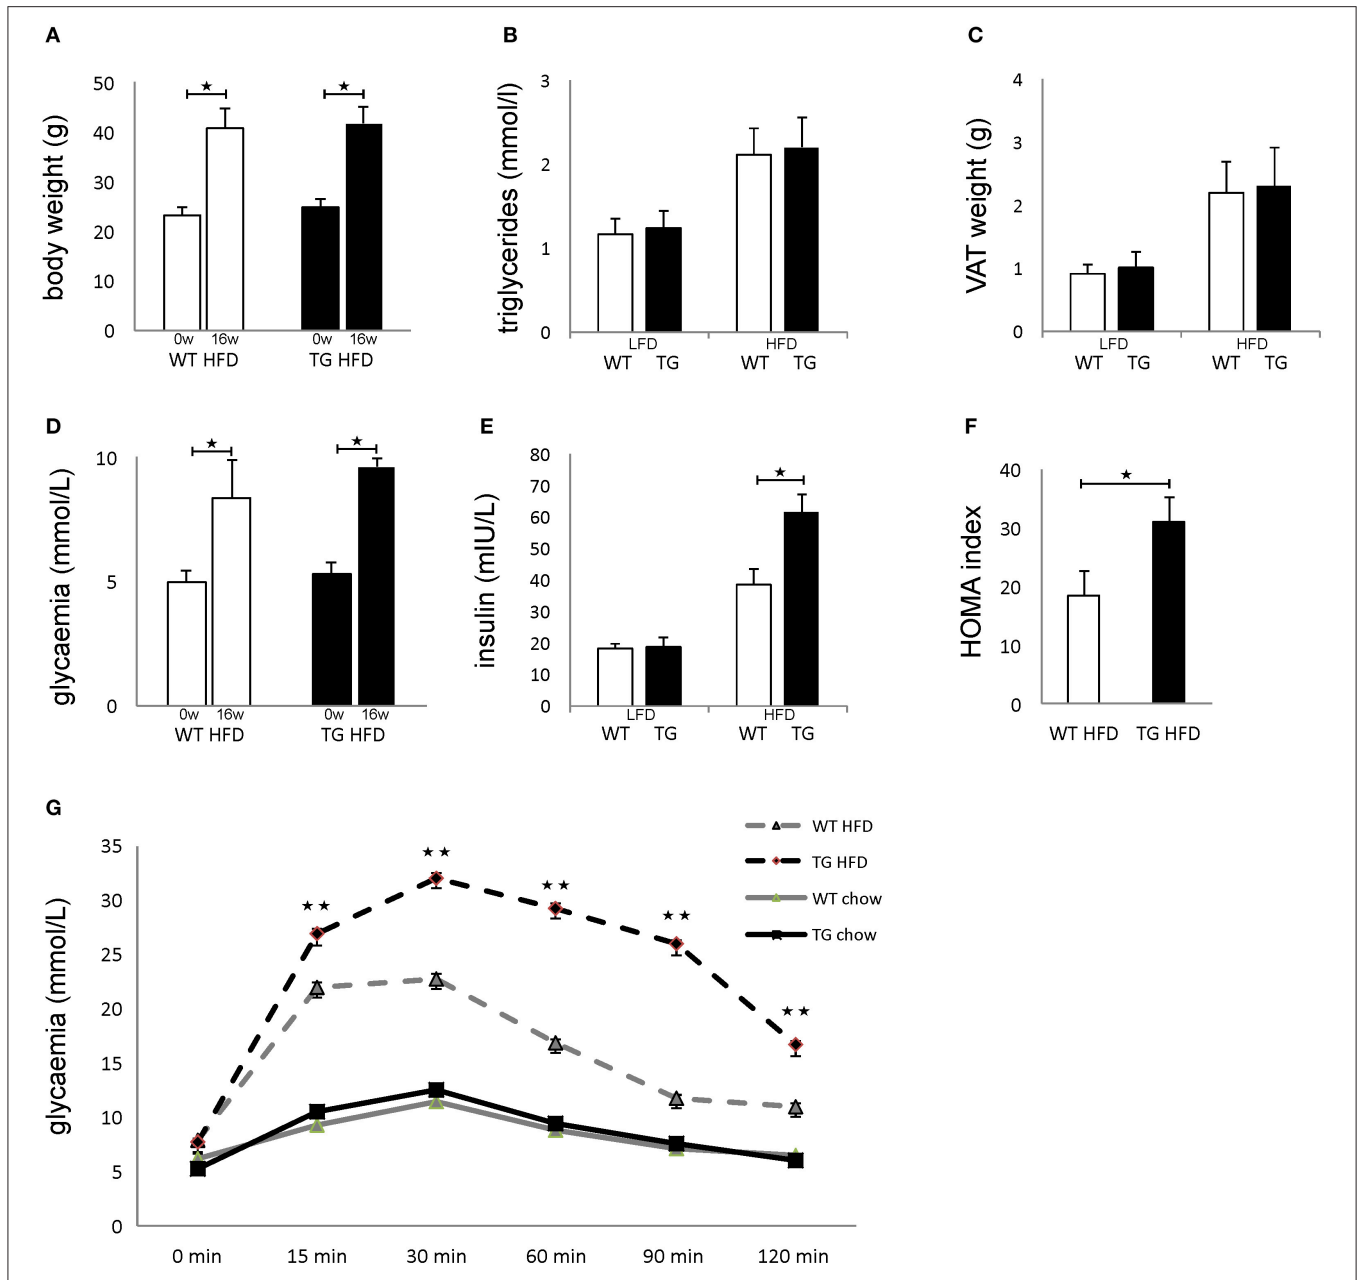 A
body weight (g)
50
40
30
20
10
0
★
★
0w 16w 0w 16w
WT HFD TG HFD
B
triglycerides (mmol/l)
3
2
1
0
LFD HFD
WT TG WT TG
C
VAT weight (g)
4
3
2
1
0
LFD HFD
WT TG WT TG
D
glycaemia (mmol/L)
10
5
0
★
★
0w 16w 0w 16w
WT HFD TG HFD
E
insulin (mIU/L)
80
70
60
50
40
30
20
10
0
★
LFD HFD
WT TG WT TG
F
HOMA index
40
30
20
10
0
★
WT HFD TG HFD
G
glycaemia (mmol/L)
35
30
25
20
15
10
5
0
★★
★★
★★
★★
★★
WT HFD
TG HFD
WT chow
TG chow
0 min 15 min 30 min 60 min 90 min 120 min